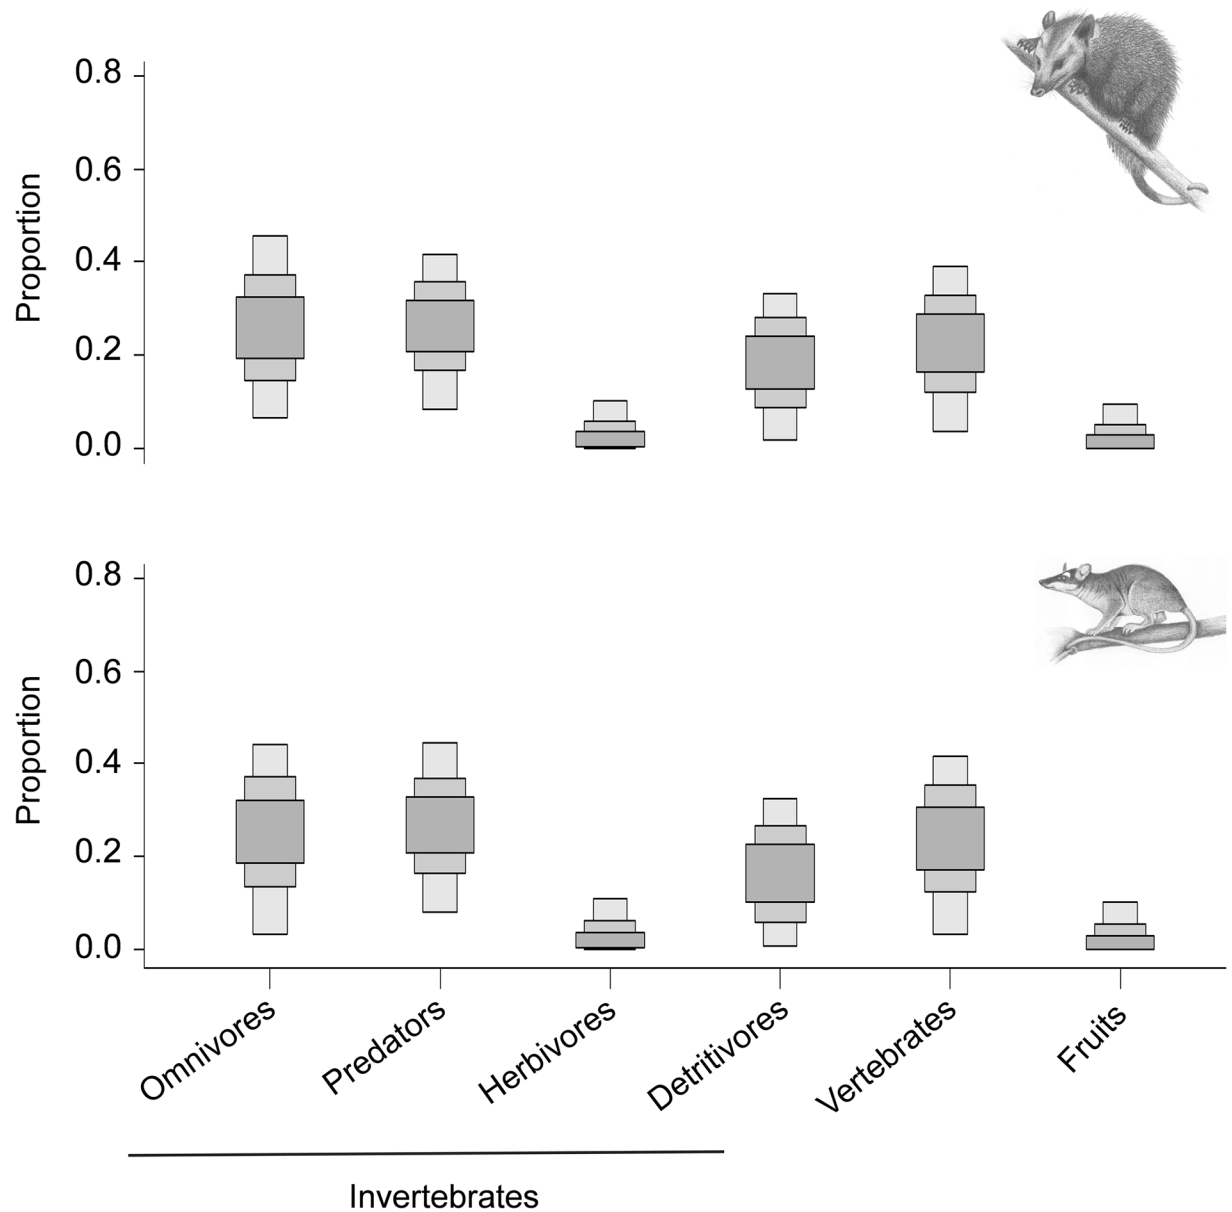 0.8
0.6
0.4
0.2
0.0
Proportion
0.8
0.6
0.4
0.2
0.0
Proportion
Omnivores
Predators
Herbivores
Detritivores
Vertebrates
Fruits
Invertebrates